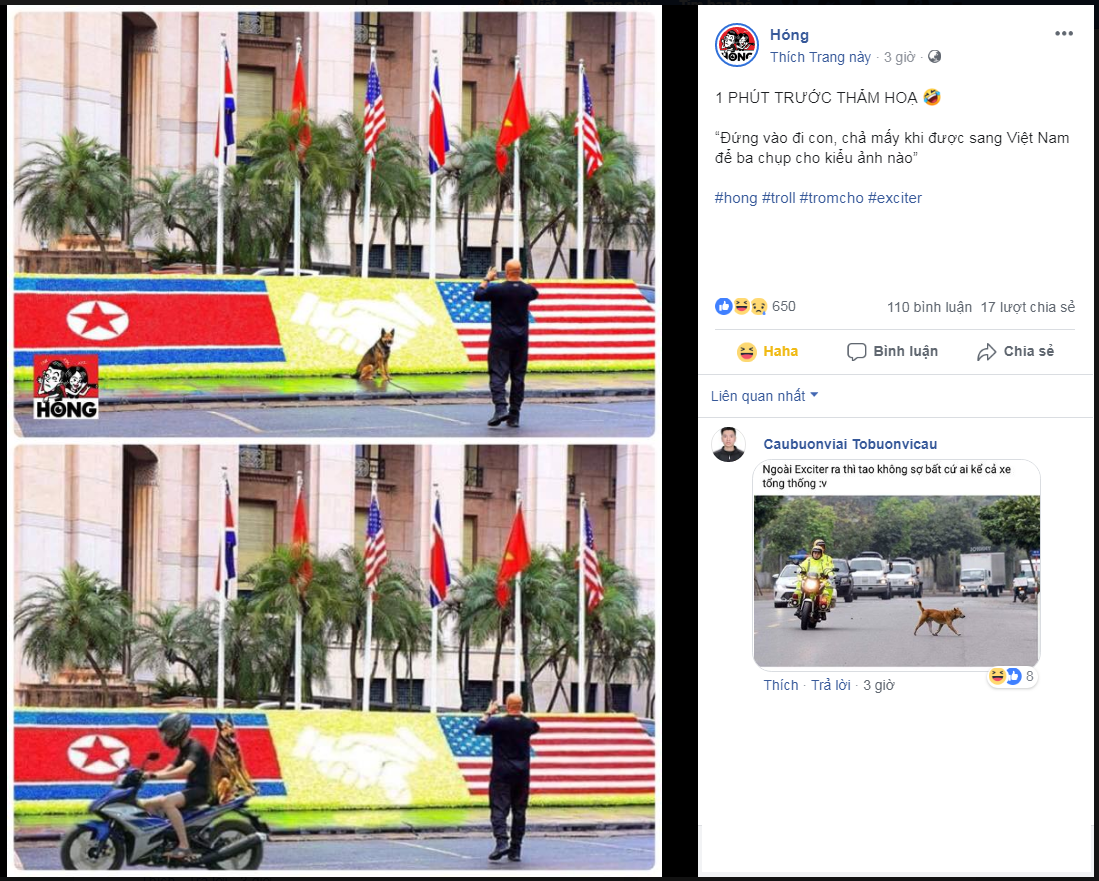 HÓNG
Hóng
Thích Trang này · 3 giờ ·
1 PHÚT TRƯỚC THẢM HOẠ 🤣
“Đứng vào đi con, chả mấy khi được sang Việt Nam
để ba chụp cho kiểu ảnh nào”
#hong #troll #tromcho #exciter
650
110 bình luận 17 lượt chia sẻ
Haha
Bình luận
Chia sẻ
Liên quan nhất
Caubuonviai Tobuonvicau
Ngoài Exciter ra thì tao không sợ bất cứ ai kể cả xe
tổng thống :v
Thích · Trả lời · 3 giờ
8